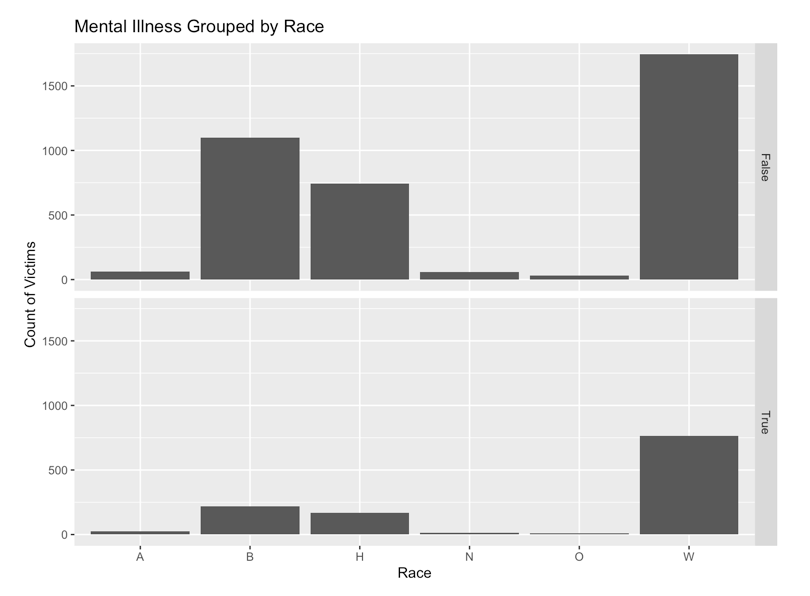 Mental Illness Grouped by Race
Count of Victims
1500
1000
500
0
False
1500
1000
500
0
True
A B H N O W
Race